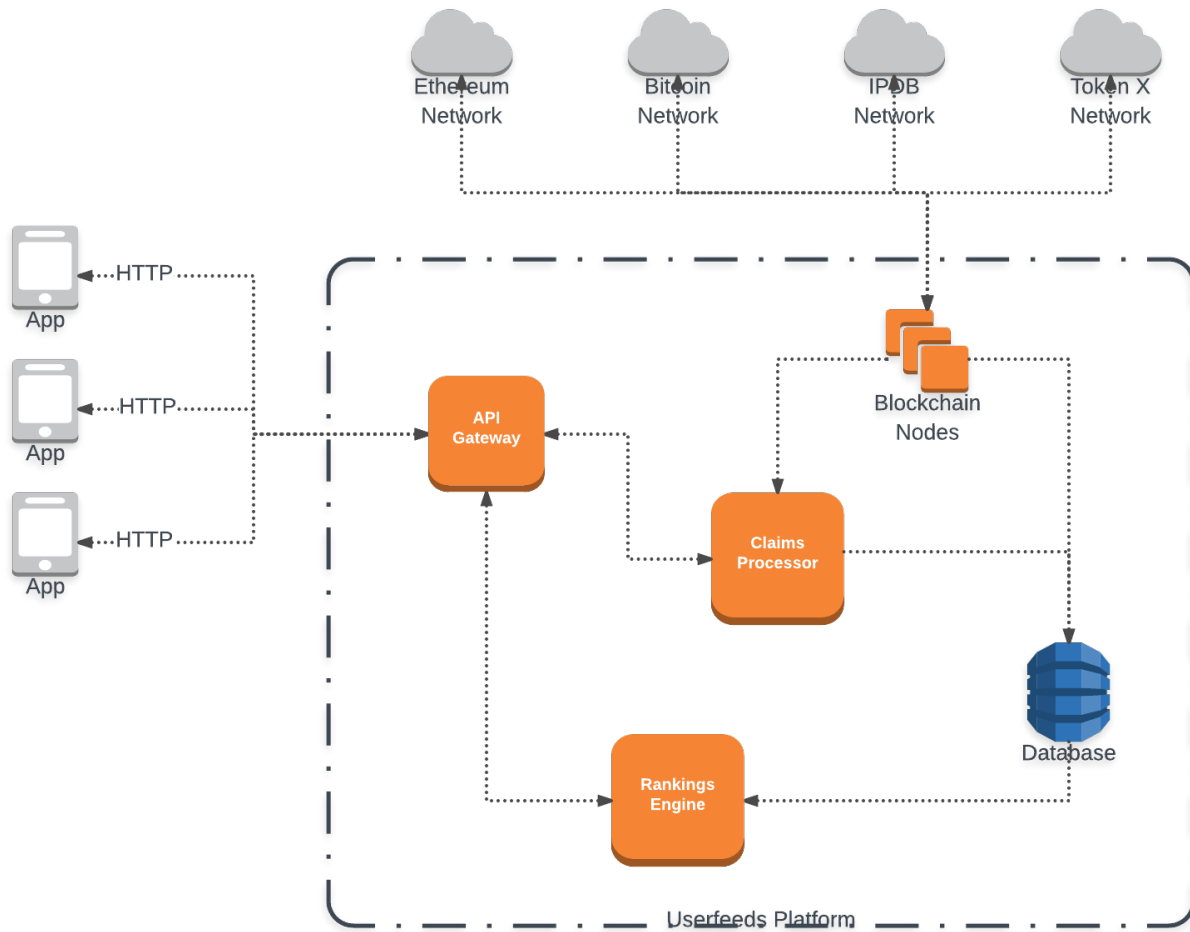 Ethereum
Network
Bitcoin
Network
IPDB
Network
Token X
Network
HTTP
App
HTTP
App
HTTP
App
API
Gateway
Blockchain
Nodes
Claims
Processor
Database
Rankings
Engine
Userfeeds Platform